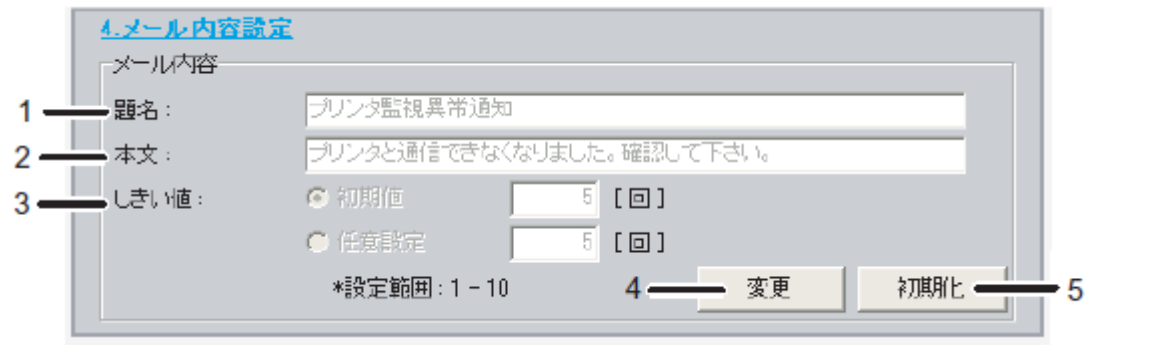 4.メール内容設定
メール内容
1 題名： プリンタ監視異常通知
2 本文： プリンタと通信できなくなりました。確認して下さい。
3 しきい値： 初期値 5 [回]
任意設定 5 [回]
*設定範囲：1－10 4 変更 初期化 5